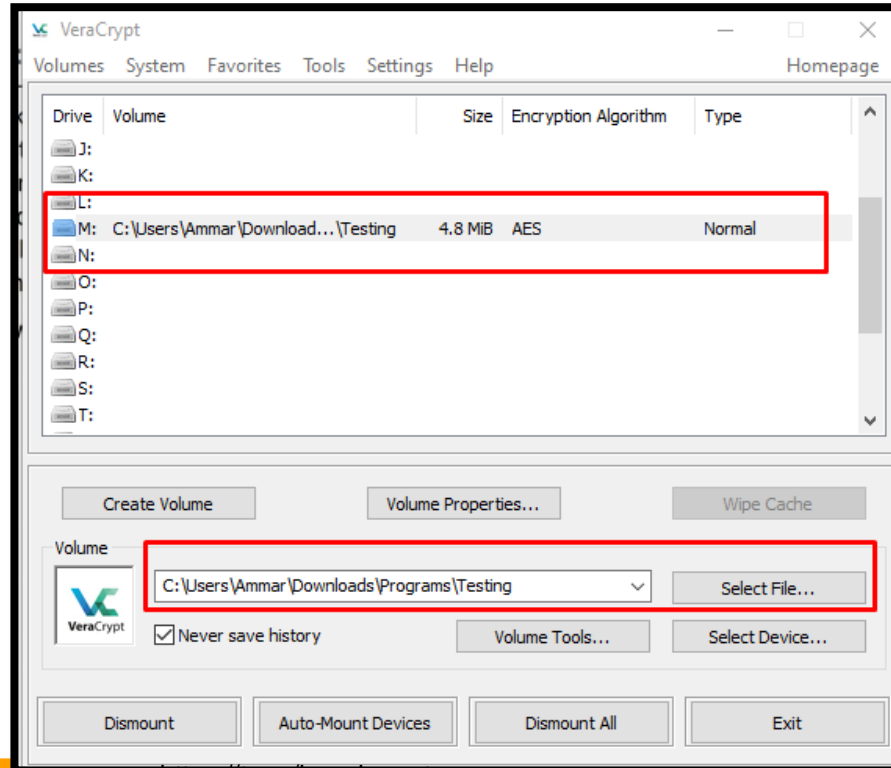 VeraCrypt
Volumes System Favorites Tools Settings Help Homepage
Drive Volume Size Encryption Algorithm Type
J:
K:
L:
M: C:\Users\Ammar\Download...\Testing 4.8 MiB AES Normal
N:
O:
P:
Q:
R:
S:
T:
Create Volume Volume Properties... Wipe Cache
Volume
C:\Users\Ammar\Downloads\Programs\Testing Select File...
VeraCrypt
Never save history Volume Tools... Select Device...
Dismount Auto-Mount Devices Dismount All Exit